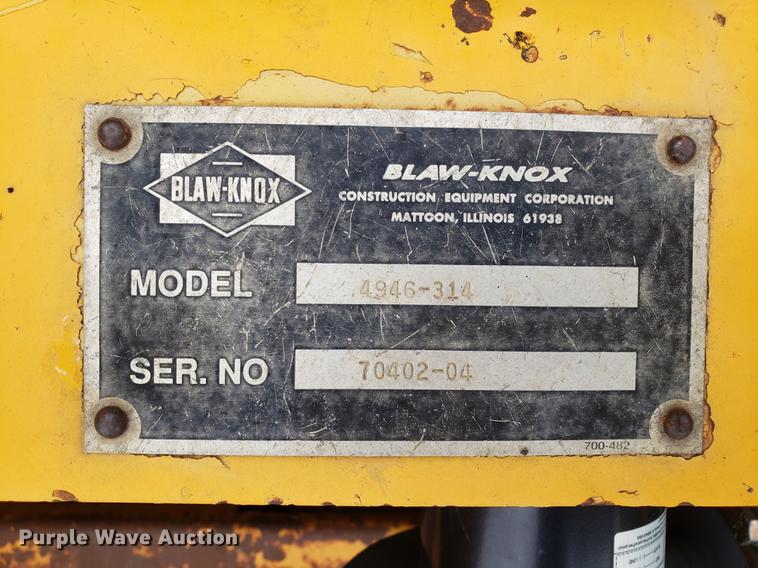 BLAW-KNOX
BLAW-KNOX
CONSTRUCTION EQUIPMENT CORPORATION
MATTOON, ILLINOIS 61938
MODEL 4946-314
SER. NO 70402-04
700-482
Purple Wave Auction